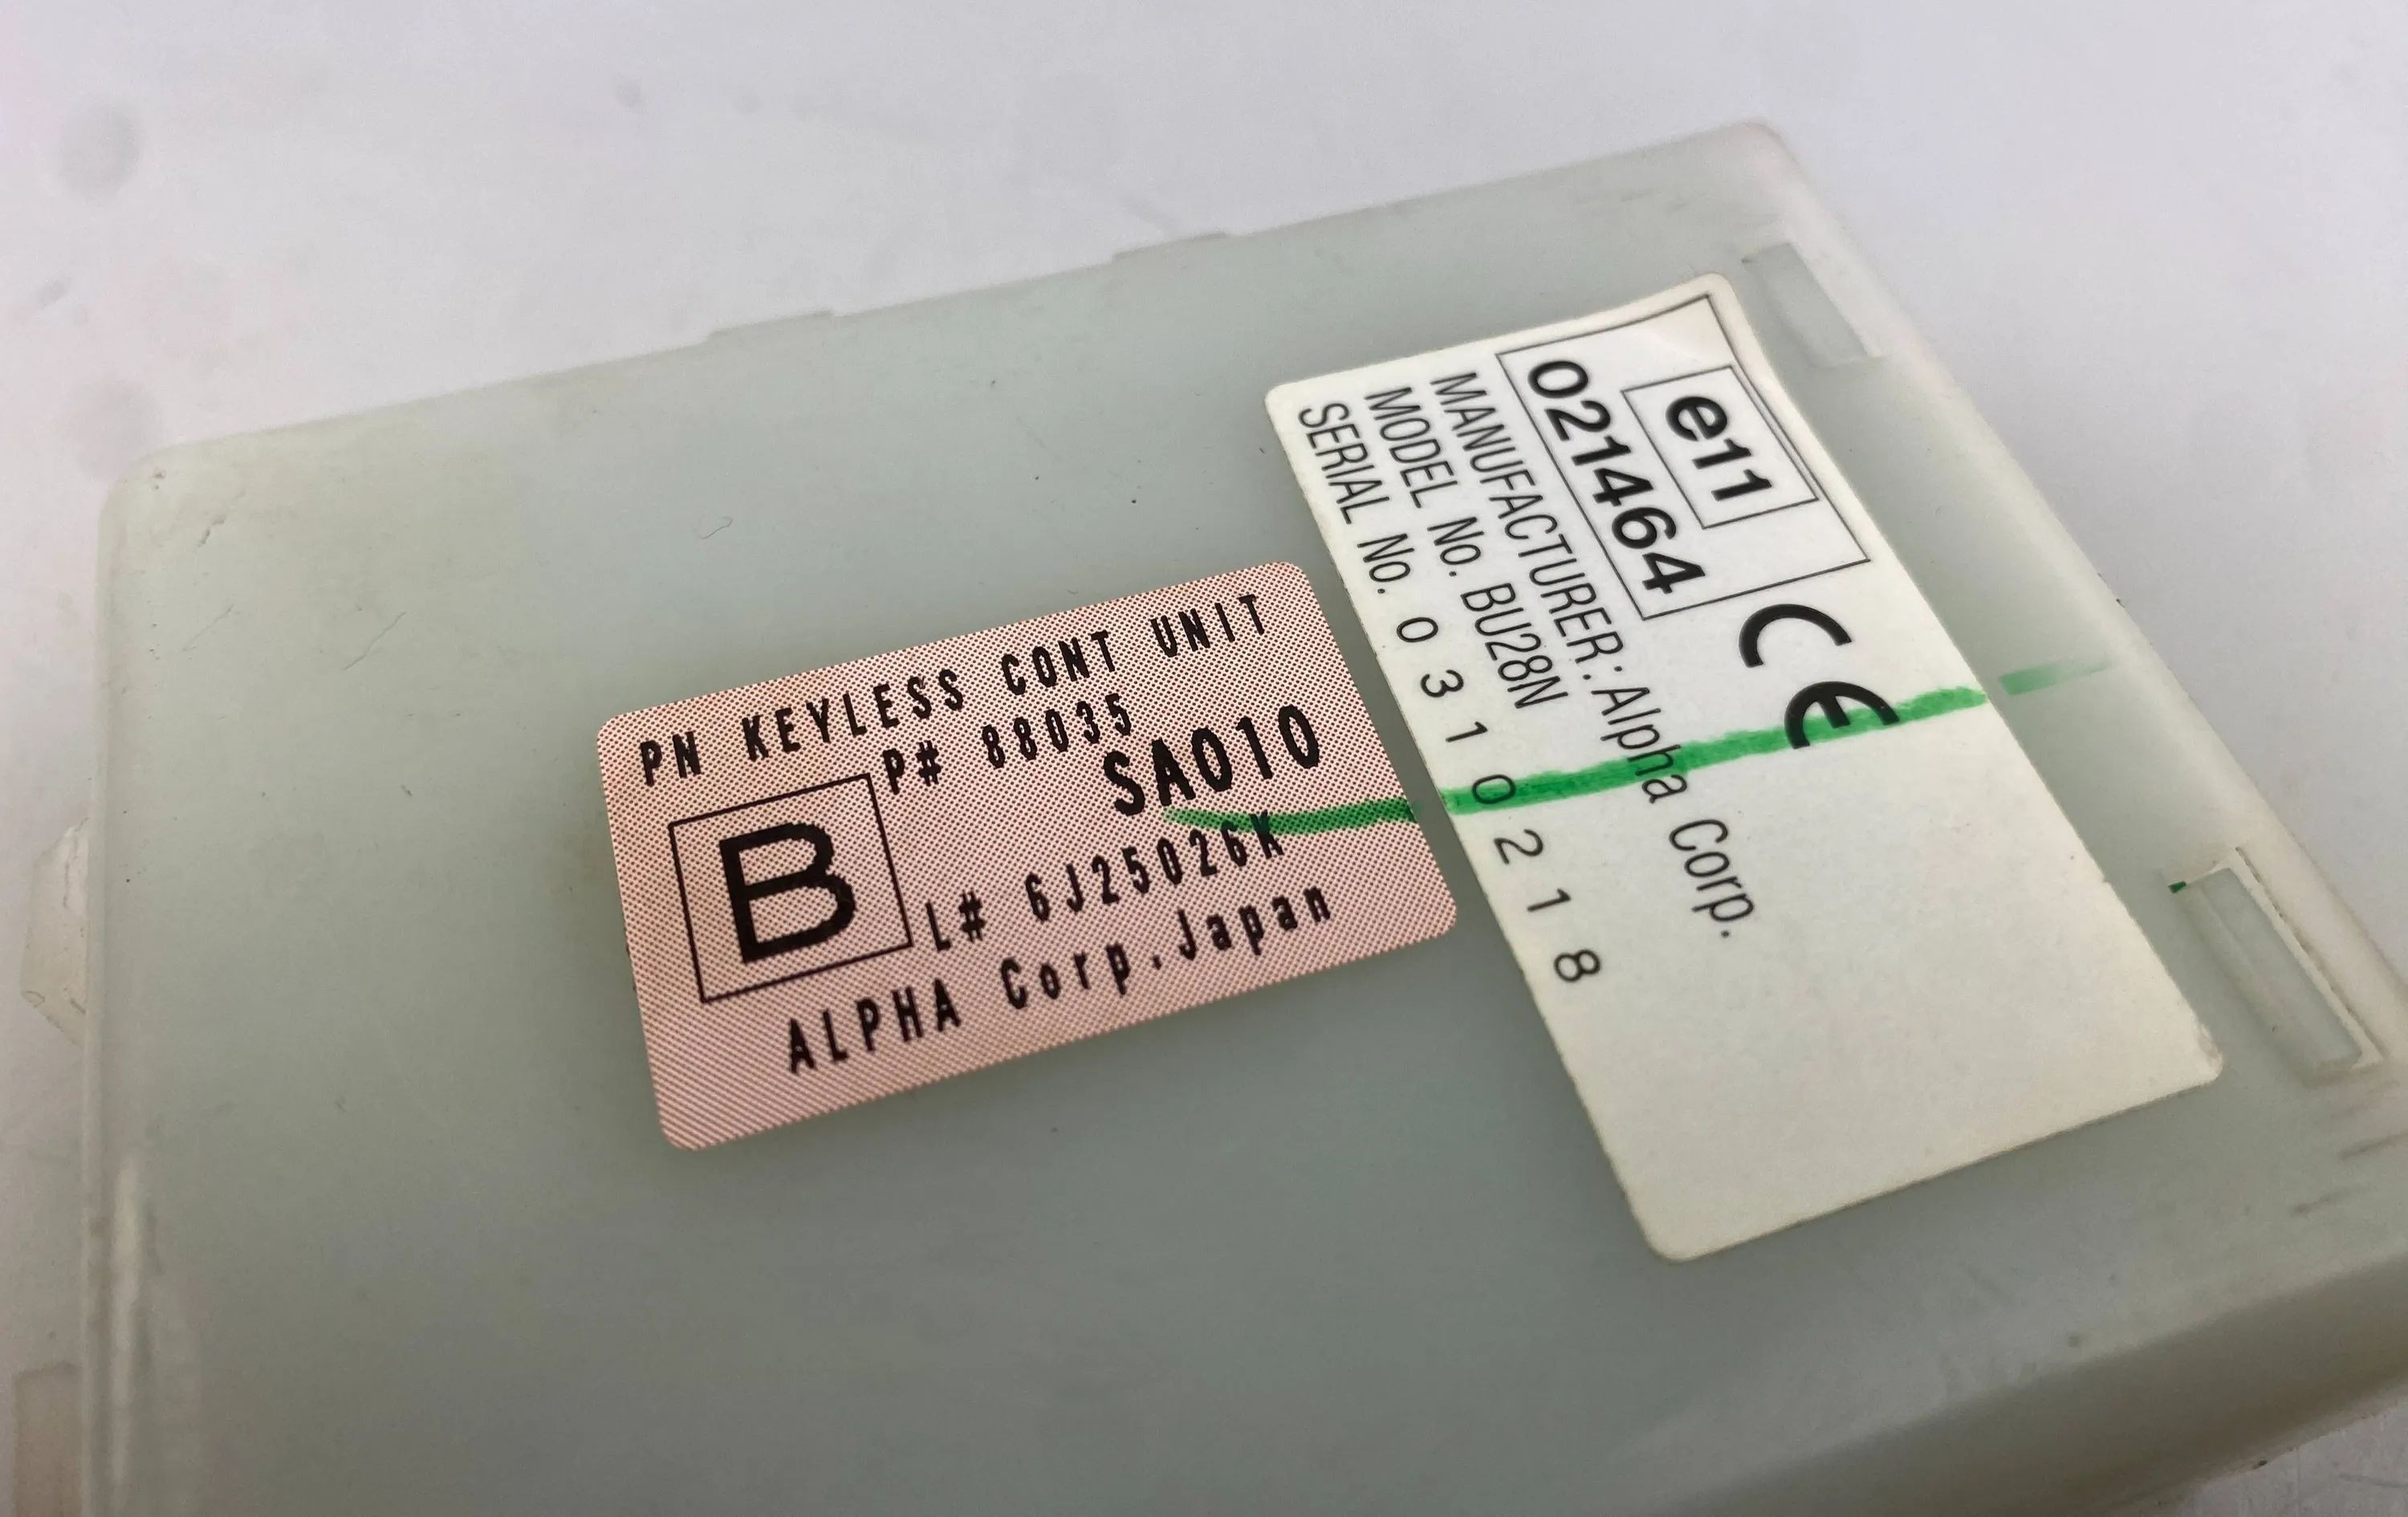 PN KEYLESS CONT UNIT
P# 88035
SA010
B
L# 6J25026K
ALPHA Corp.Japan
e11
021464
CE
MANUFACTURER: Alpha Corp.
MODEL No. BU28N
SERIAL No. 0 3 1 0 2 1 8